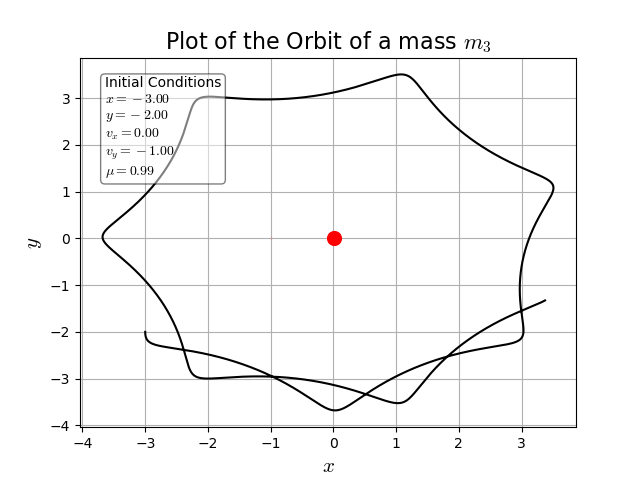 Plot of the Orbit of a mass m₃
Initial Conditions
x = −3.00
y = −2.00
vₓ = 0.00
v_y = −1.00
μ = 0.99
3
2
1
0
−1
−2
−3
−4
y
−4 −3 −2 −1 0 1 2 3
x